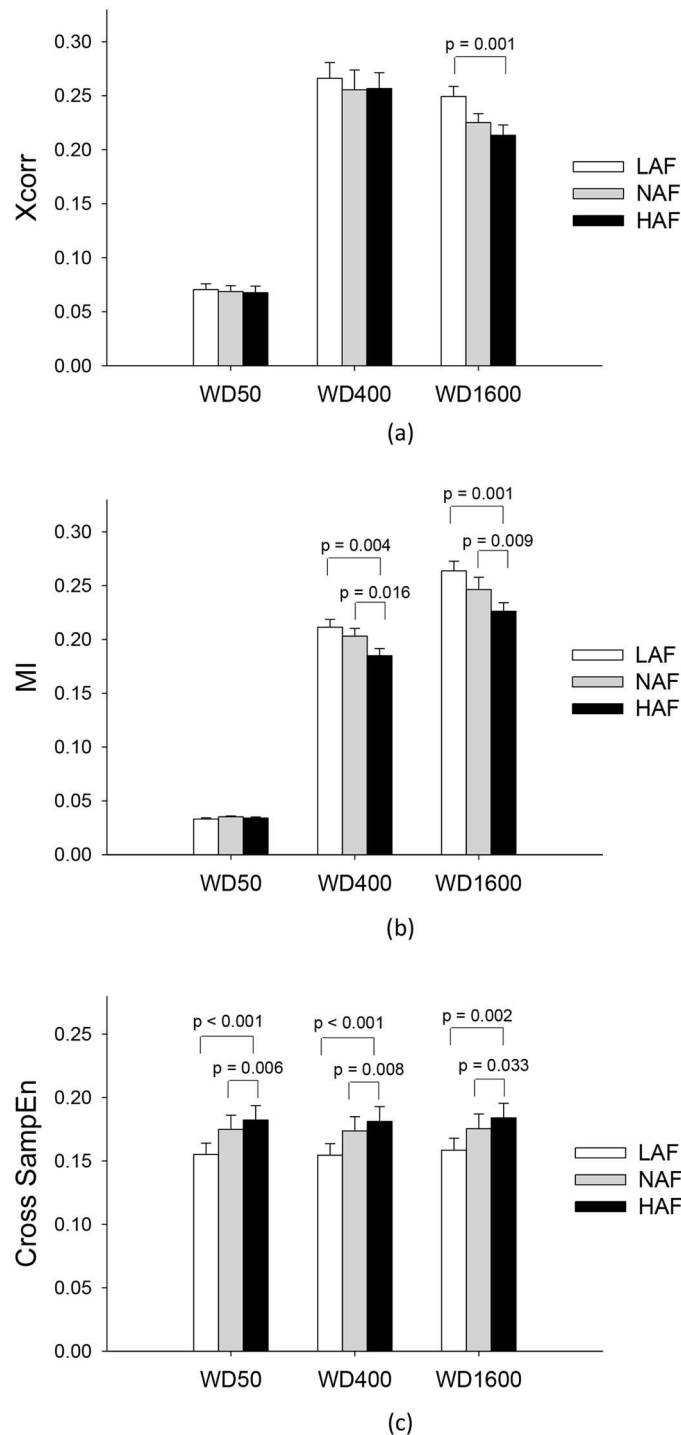 0.30
p = 0.001
0.25
0.20
0.15
0.10
0.05
0.00
Xcorr
LAF
NAF
HAF
WD50 WD400 WD1600
(a)
0.30
p = 0.001
p = 0.009
p = 0.004
p = 0.016
0.25
0.20
0.15
0.10
0.05
0.00
MI
LAF
NAF
HAF
WD50 WD400 WD1600
(b)
0.25
p < 0.001 p < 0.001 p = 0.002
p = 0.006 p = 0.008 p = 0.033
0.20
0.15
0.10
0.05
0.00
Cross SampEn
LAF
NAF
HAF
WD50 WD400 WD1600
(c)